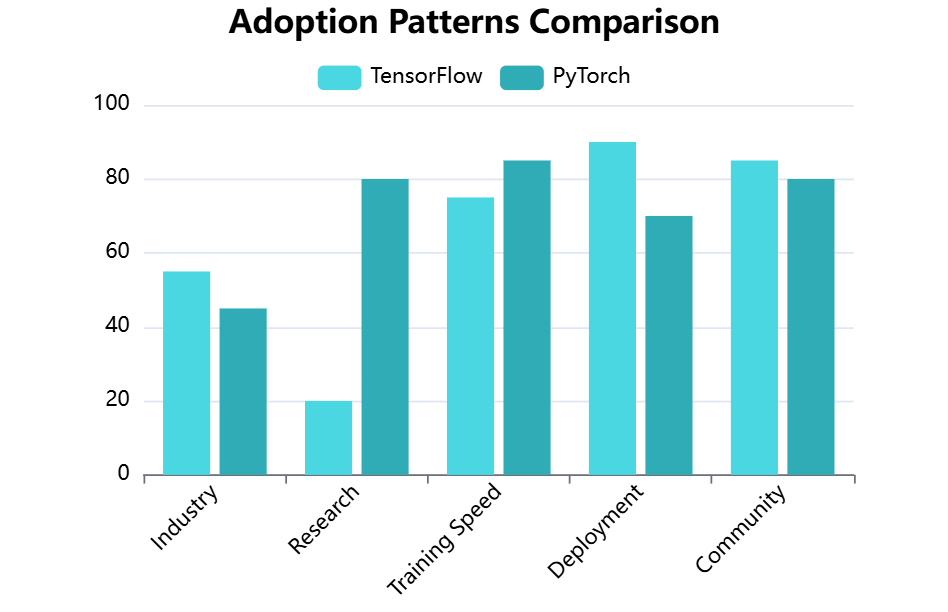 Adoption Patterns Comparison
TensorFlow PyTorch
100
80
60
40
20
0
Industry
Research
Training Speed
Deployment
Community